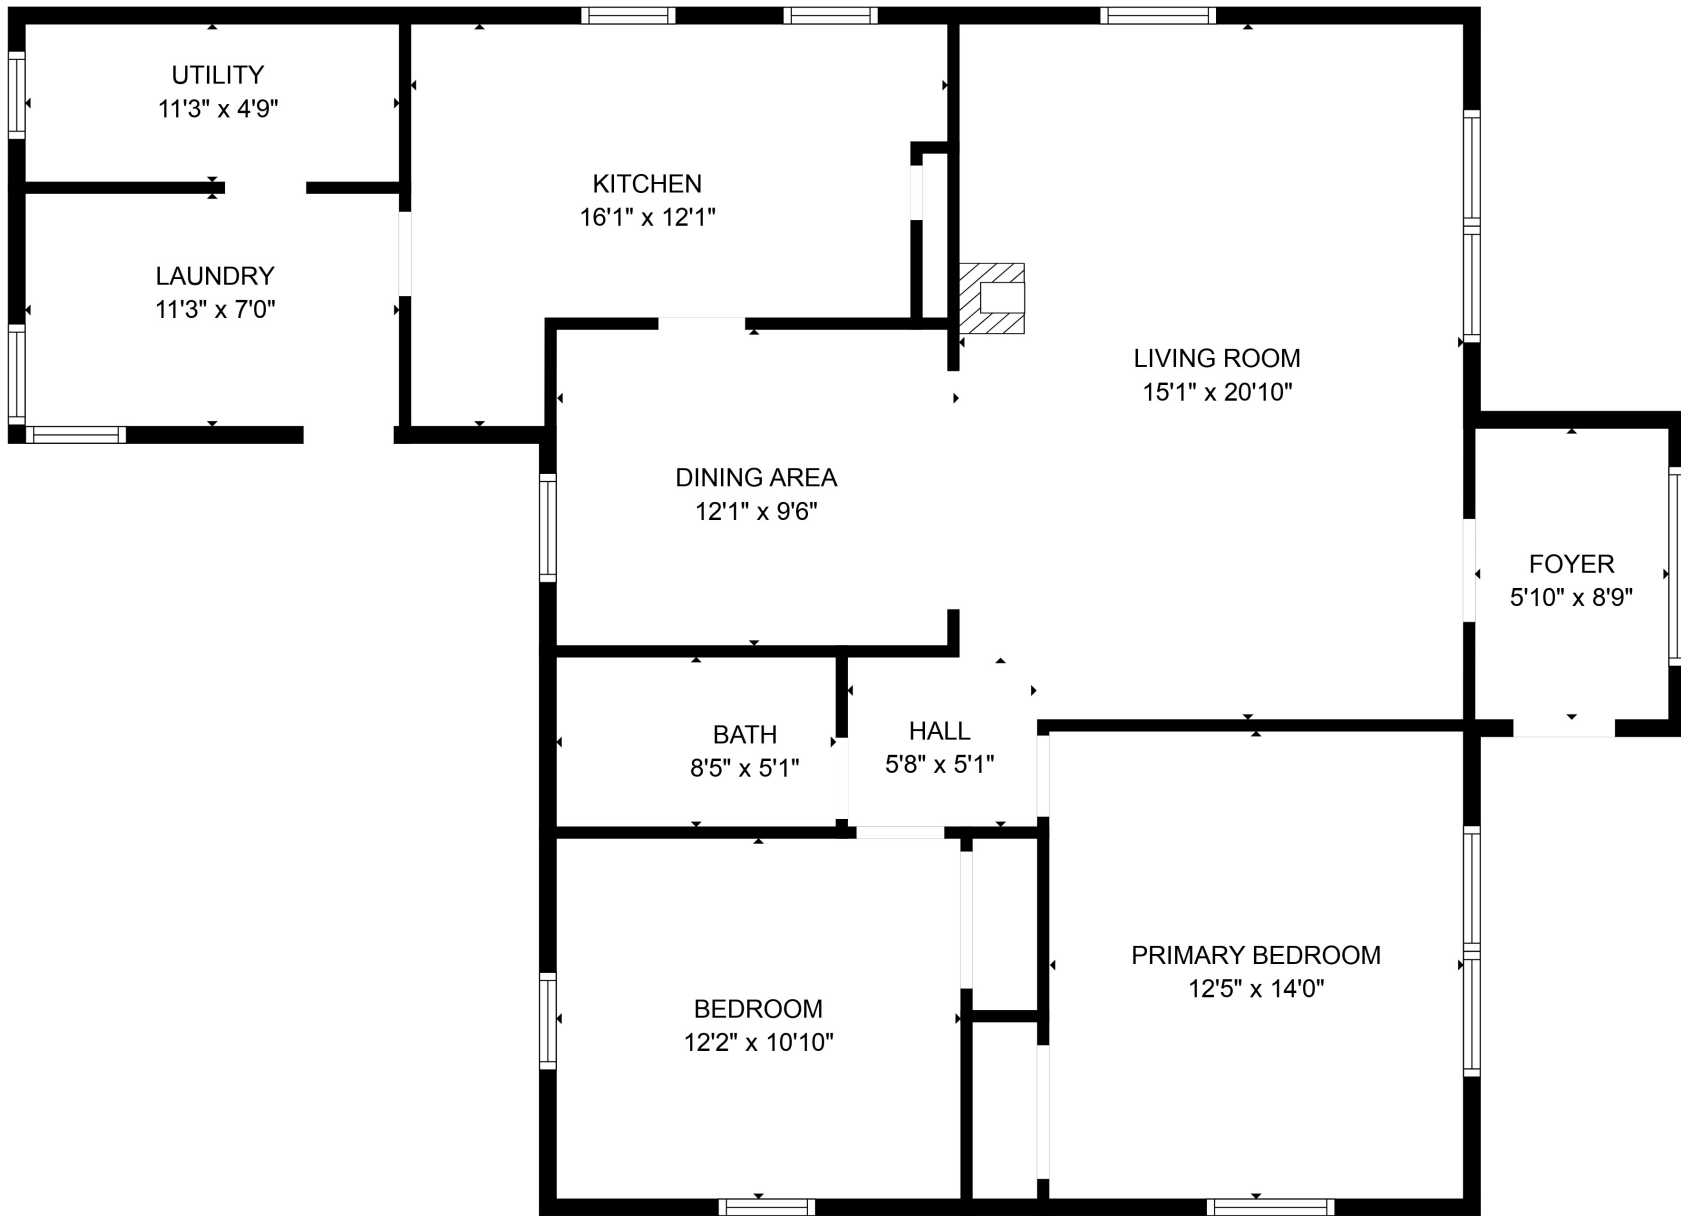 UTILITY
11'3" x 4'9"
KITCHEN
16'1" x 12'1"
LAUNDRY
11'3" x 7'0"
LIVING ROOM
15'1" x 20'10"
DINING AREA
12'1" x 9'6"
FOYER
5'10" x 8'9"
BATH
8'5" x 5'1"
HALL
5'8" x 5'1"
PRIMARY BEDROOM
12'5" x 14'0"
BEDROOM
12'2" x 10'10"